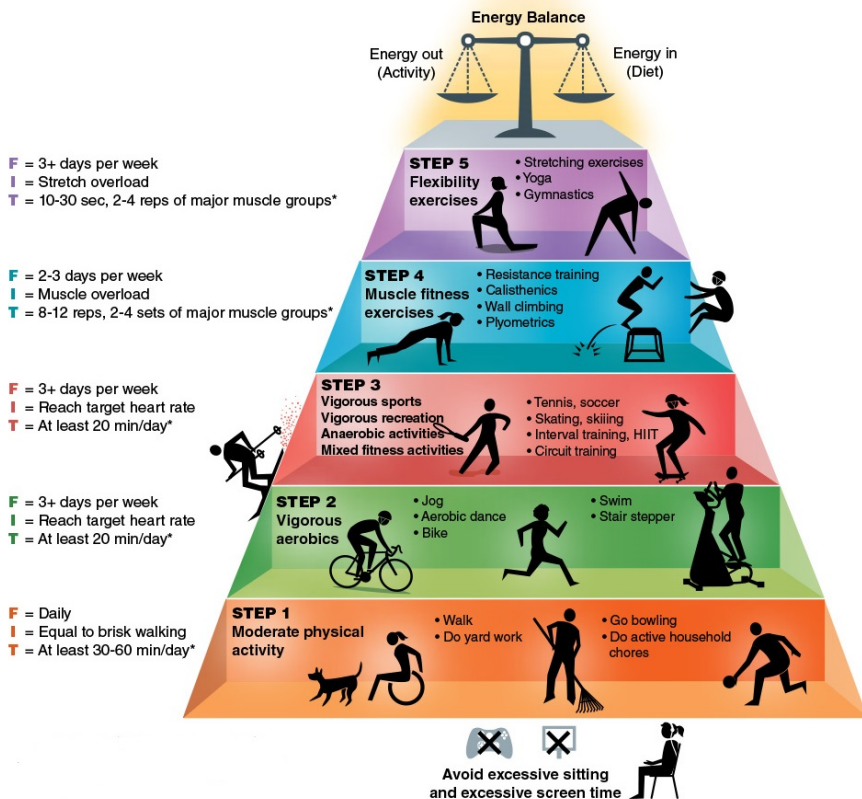 Energy Balance
Energy out
(Activity)
Energy in
(Diet)
F = 3+ days per week
I = Stretch overload
T = 10-30 sec, 2-4 reps of major muscle groups*
STEP 5
Flexibility
exercises
• Stretching exercises
• Yoga
• Gymnastics
F = 2-3 days per week
I = Muscle overload
T = 8-12 reps, 2-4 sets of major muscle groups*
STEP 4
Muscle fitness
exercises
• Resistance training
• Calisthenics
• Wall climbing
• Plyometrics
F = 3+ days per week
I = Reach target heart rate
T = At least 20 min/day*
STEP 3
Vigorous sports
Vigorous recreation
Anaerobic activities
Mixed fitness activities
• Tennis, soccer
• Skating, skiiing
• Interval training, HIIT
• Circuit training
F = 3+ days per week
I = Reach target heart rate
T = At least 20 min/day*
STEP 2
Vigorous
aerobics
• Jog
• Aerobic dance
• Bike
• Swim
• Stair stepper
F = Daily
I = Equal to brisk walking
T = At least 30-60 min/day*
STEP 1
Moderate physical
activity
• Walk
• Do yard work
• Go bowling
• Do active household
chores
Avoid excessive sitting
and excessive screen time